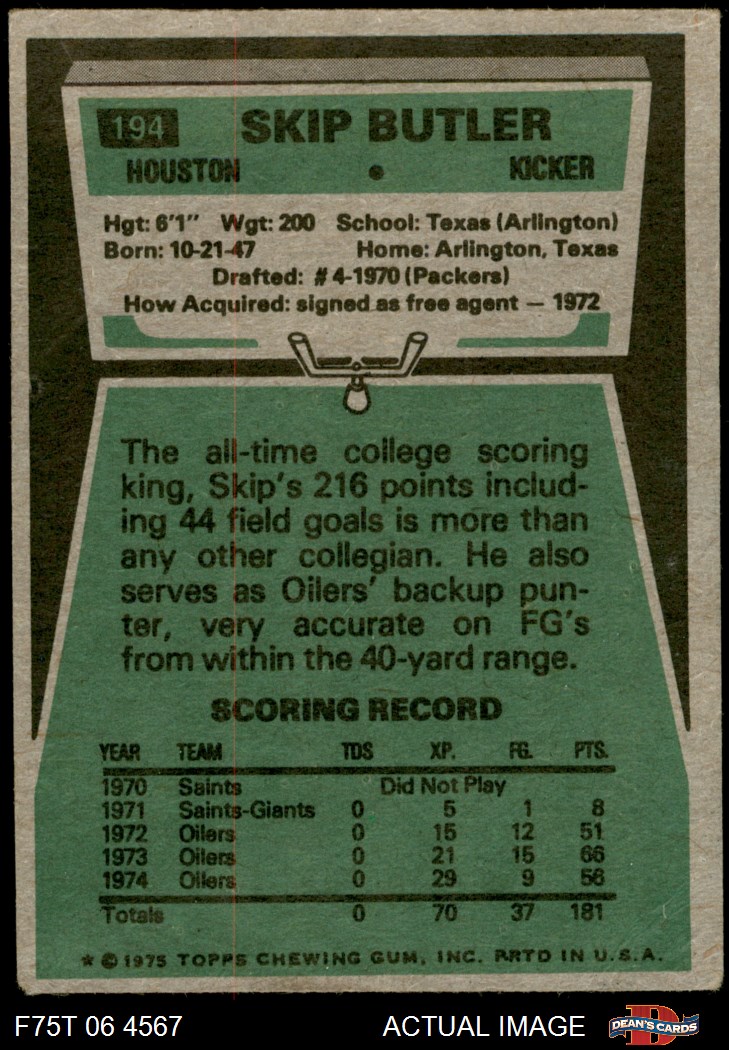 194 SKIP BUTLER
HOUSTON • KICKER
Hgt: 6'1" Wgt: 200 School: Texas (Arlington)
Born: 10-21-47 Home: Arlington, Texas
Drafted: #4-1970 (Packers)
How Acquired: signed as free agent — 1972
The all-time college scoring
king, Skip's 216 points includ-
ing 44 field goals is more than
any other collegian. He also
serves as Oilers' backup pun-
ter, very accurate on FG's
from within the 40-yard range.
SCORING RECORD
YEAR TEAM TDS XP. FG. PTS.
1970 Saints Did Not Play
1971 Saints-Giants 0 5 1 8
1972 Oilers 0 15 12 51
1973 Oilers 0 21 15 66
1974 Oilers 0 29 9 56
Totals 0 70 37 181
* © 1975 TOPPS CHEWING GUM, INC. PRTD IN U.S.A.
F75T 06 4567 ACTUAL IMAGE D DEAN'S CARDS